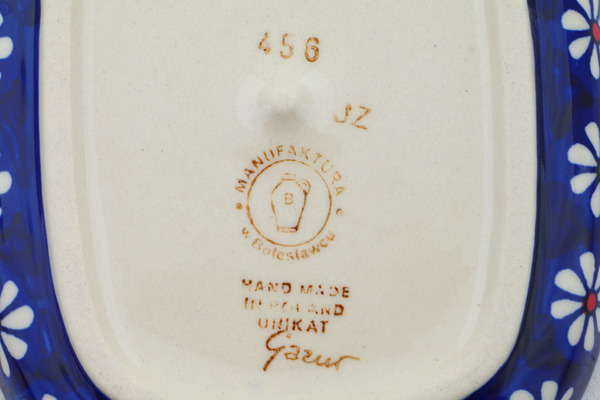 456
JZ
MANUFAKTURA
w Bolesławcu
B
HAND MADE
IN POLAND
UNIKAT